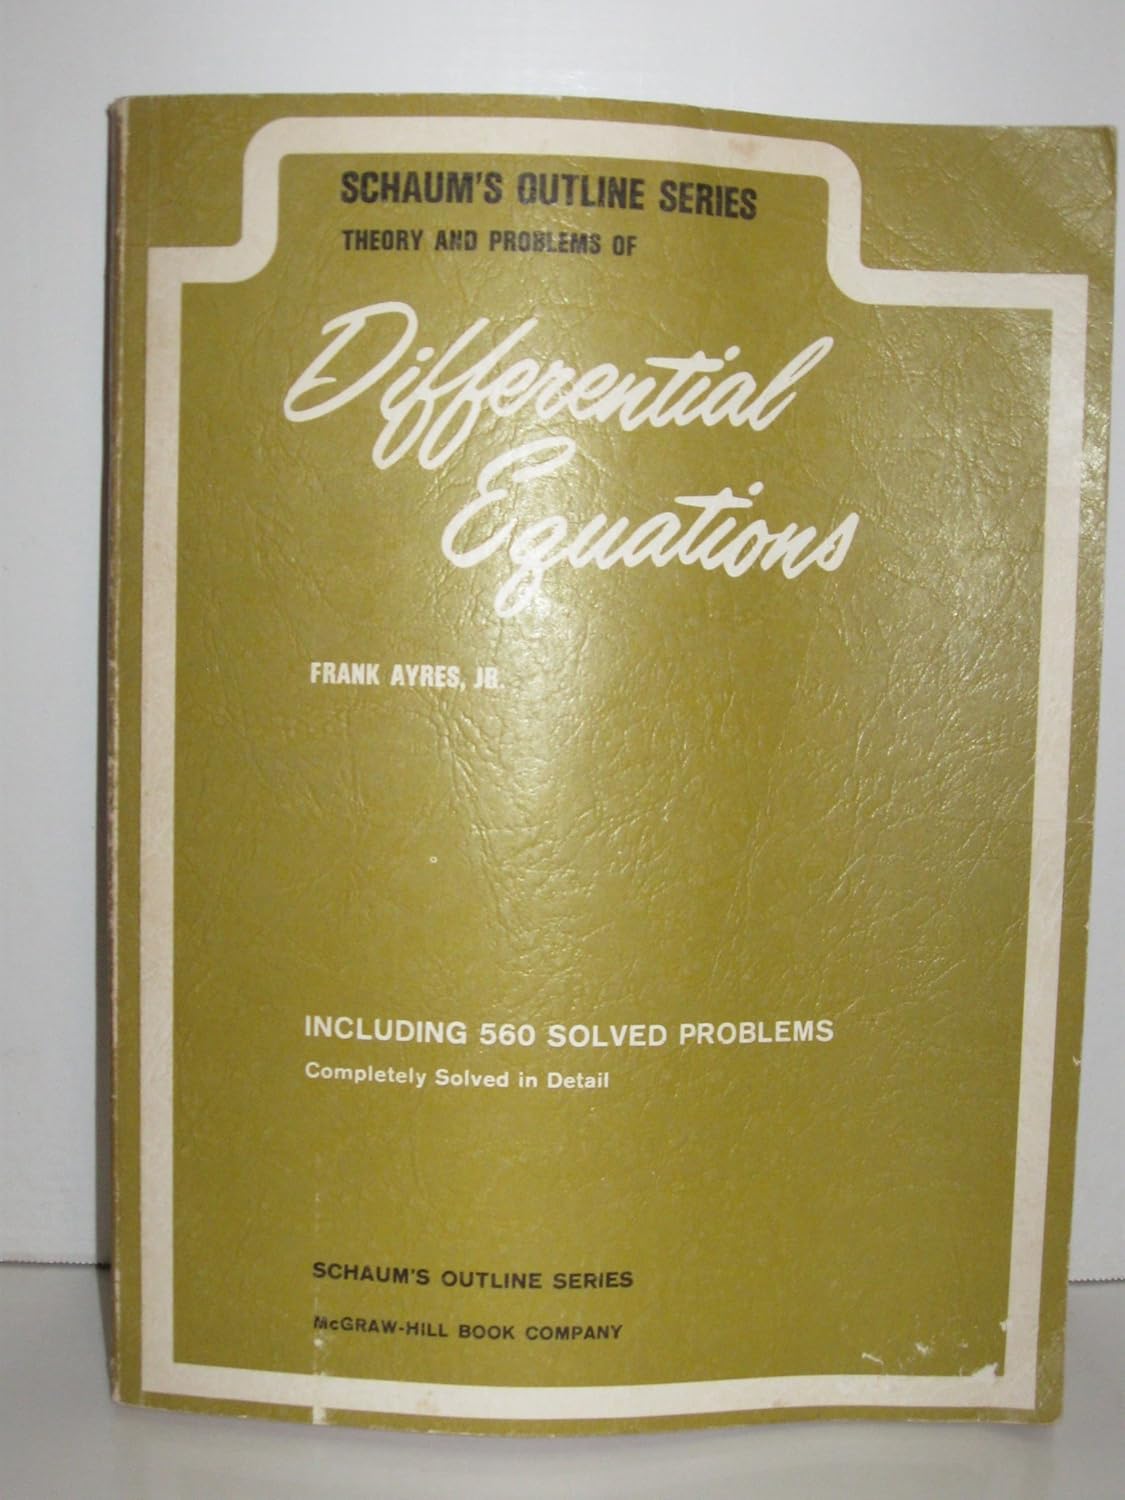 SCHAUM'S OUTLINE SERIES
THEORY AND PROBLEMS OF
Differential
Equations
FRANK AYRES, JR.
INCLUDING 560 SOLVED PROBLEMS
Completely Solved in Detail
SCHAUM'S OUTLINE SERIES
McGRAW-HILL BOOK COMPANY